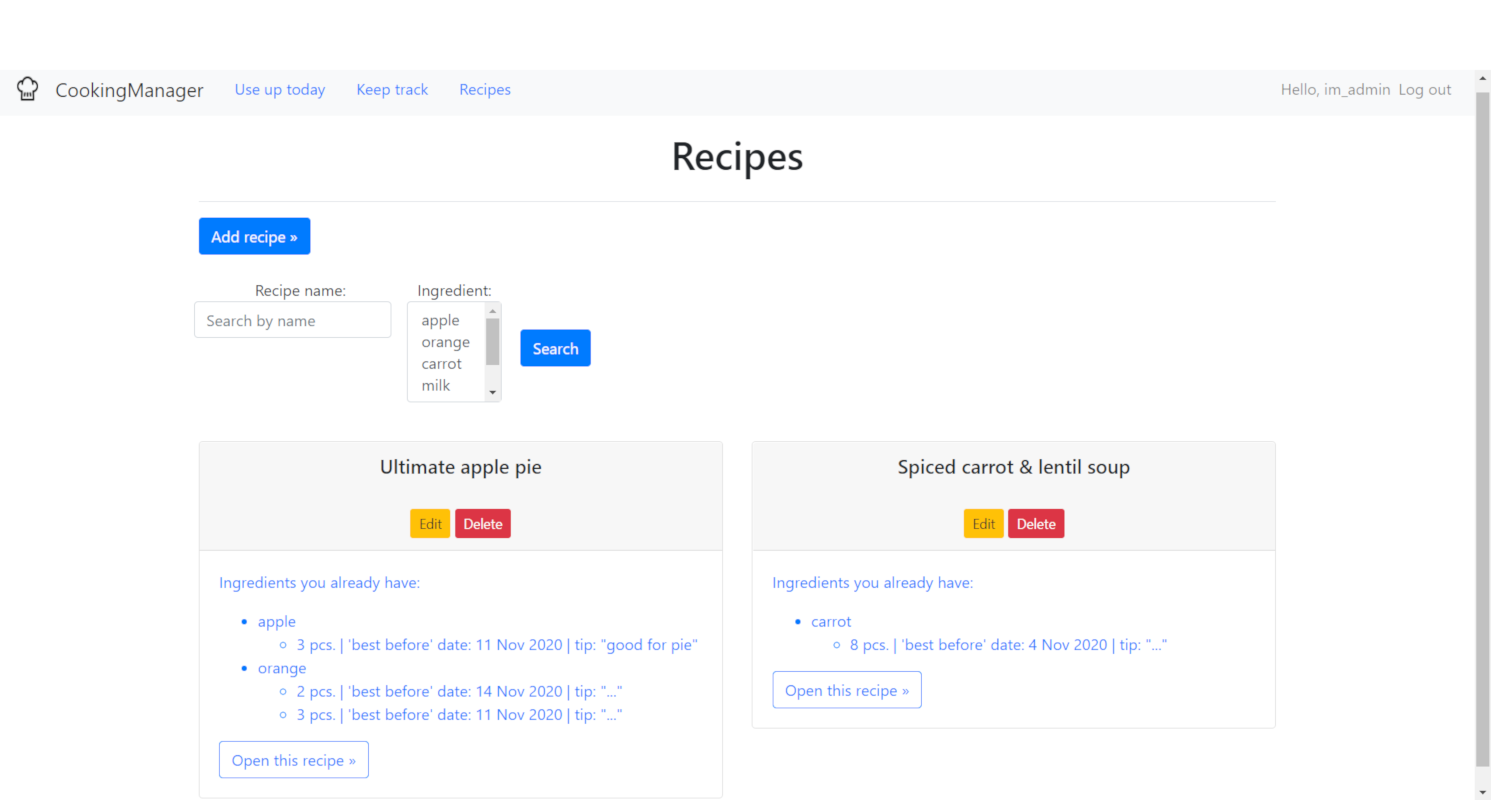 CookingManager Use up today Keep track Recipes Hello, im_admin Log out
Recipes
Add recipe »
Recipe name: Ingredient:
Search by name
apple
orange
carrot
milk
Search
Ultimate apple pie
Edit Delete
Ingredients you already have:
apple
3 pcs. | 'best before' date: 11 Nov 2020 | tip: "good for pie"
orange
2 pcs. | 'best before' date: 14 Nov 2020 | tip: "..."
3 pcs. | 'best before' date: 11 Nov 2020 | tip: "..."
Open this recipe »
Spiced carrot & lentil soup
Edit Delete
Ingredients you already have:
carrot
8 pcs. | 'best before' date: 4 Nov 2020 | tip: "..."
Open this recipe »